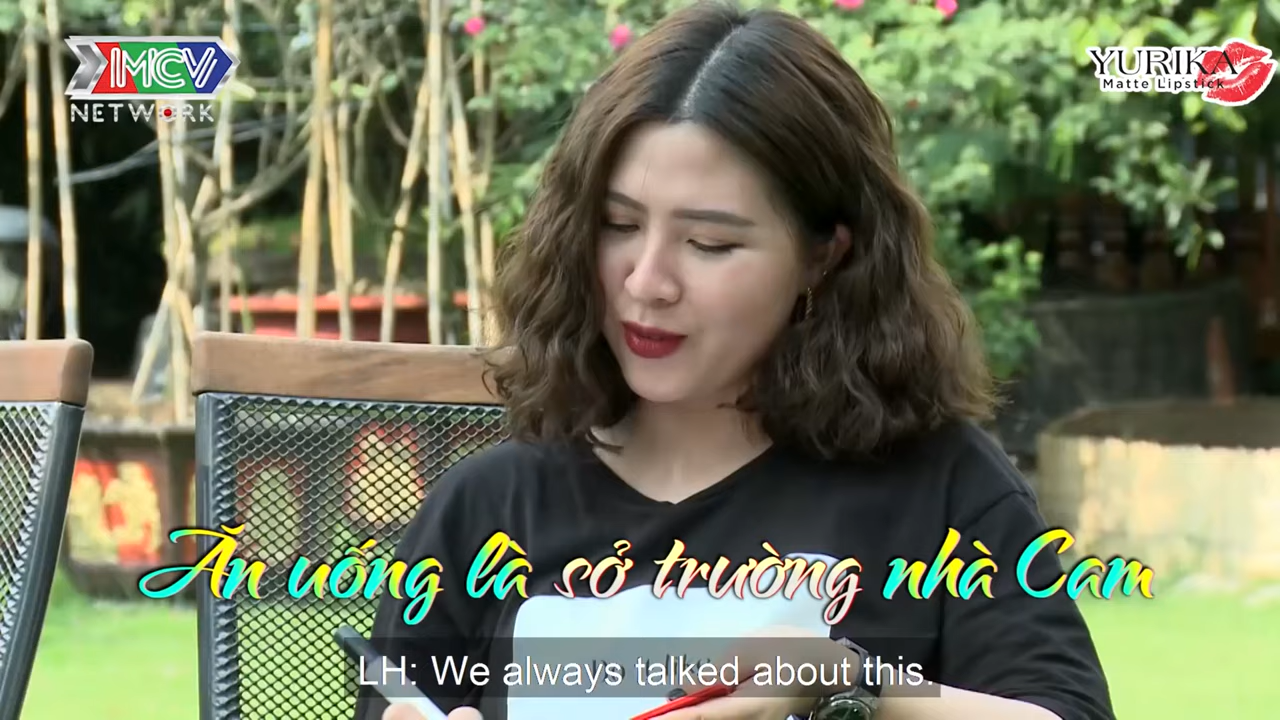 MCV
NETWORK
YURIKA
Matte Lipstick
Ăn uống là sở trường nhà Cam
LH: We always talked about this.